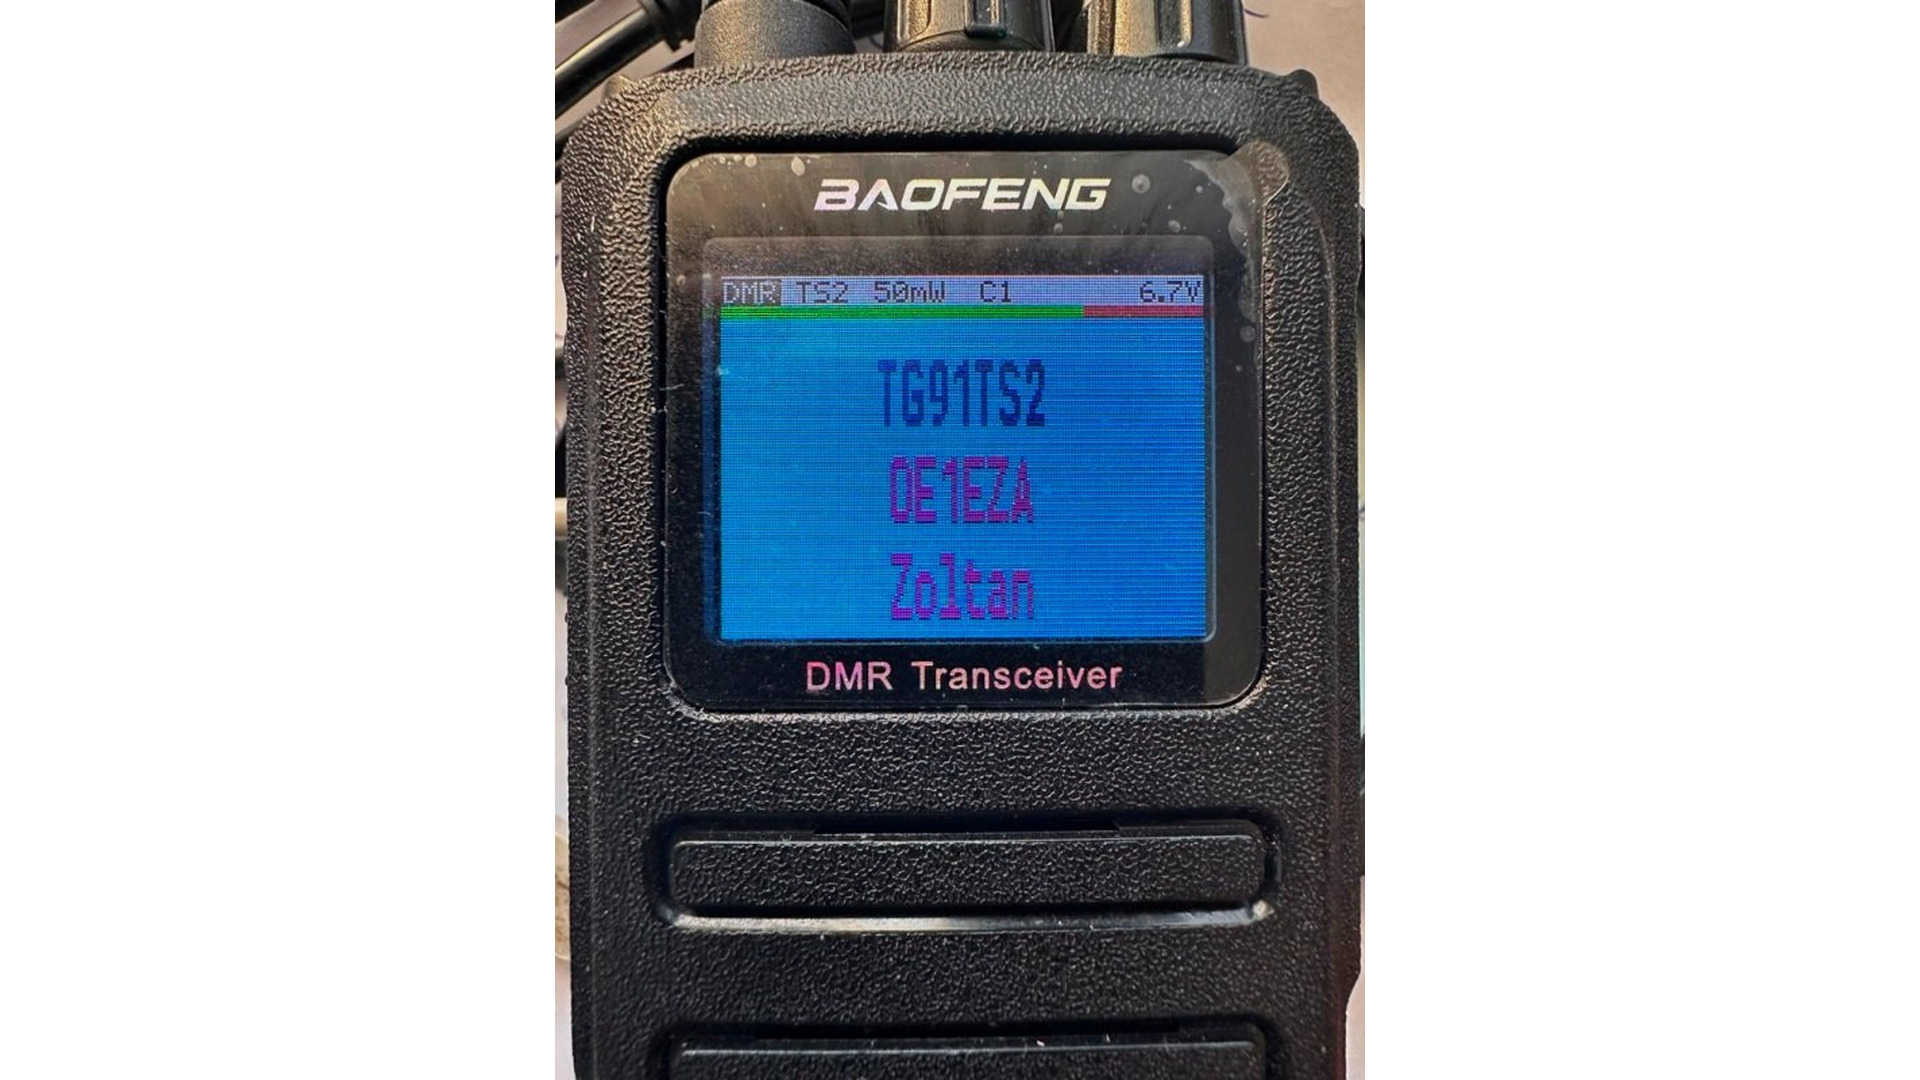 BAOFENG
DMR TS2 50mW C1 6.7V
TG91TS2
OE1EZA
Zoltan
DMR Transceiver